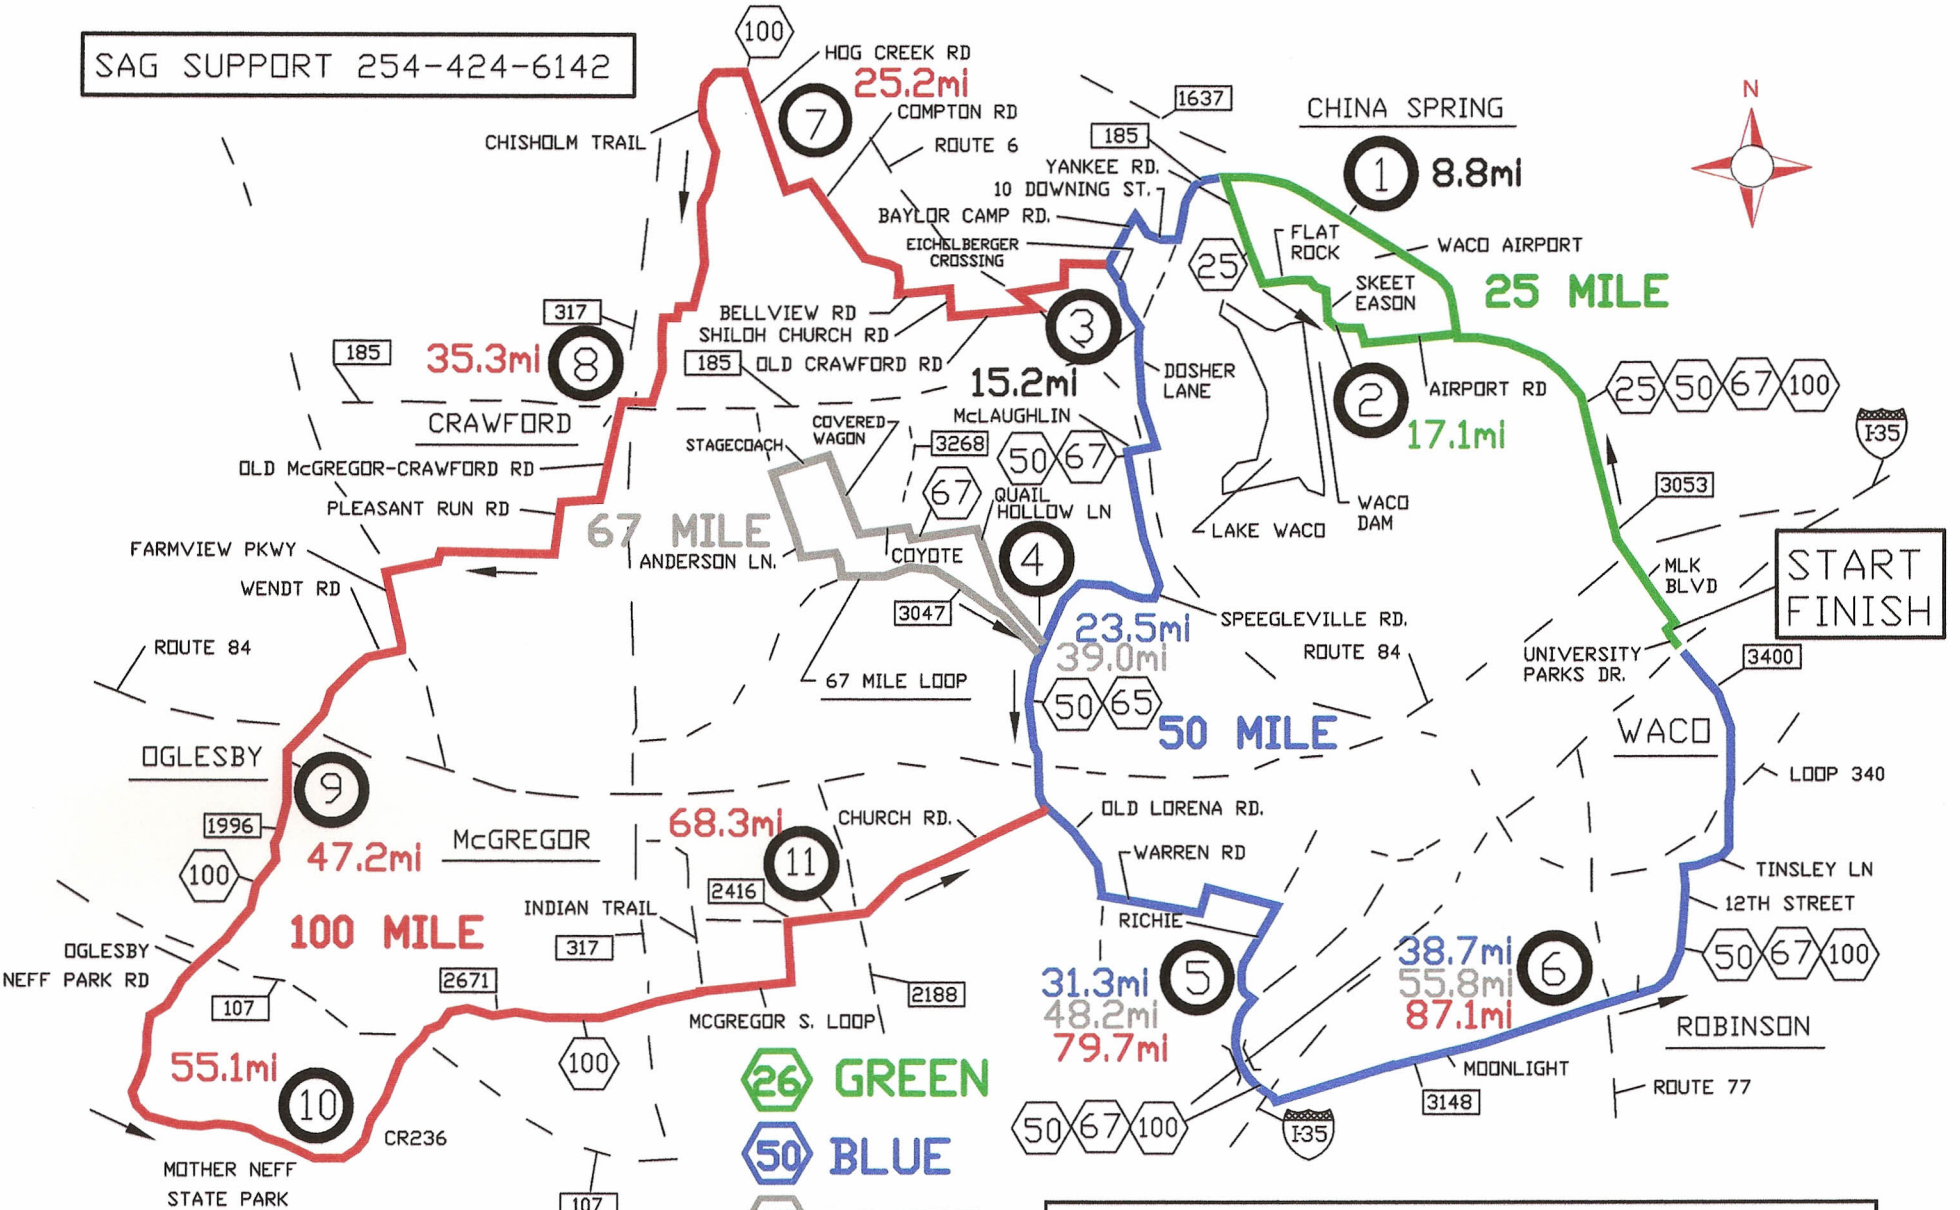 SAG SUPPORT 254-424-6142
100
HOG CREEK RD
25.2mi
7
COMPTON RD
ROUTE 6
CHISHOLM TRAIL
1637
185
YANKEE RD.
10 DOWNING ST.
BAYLOR CAMP RD.
EICHELBERGER
CROSSING
CHINA SPRING
1
8.8mi
N
FLAT
ROCK
WACO AIRPORT
25
SKEET
EASON
25 MILE
317
BELLVIEW RD
SHILOH CHURCH RD
185
OLD CRAWFORD RD
3
15.2mi
185
35.3mi
8
CRAWFORD
DOSHER
LANE
2
17.1mi
AIRPORT RD
25
50
67
100
I-35
McLAUGHLIN
COVERED
WAGON
STAGECOACH
3268
50
67
OLD McGREGOR-CRAWFORD RD
PLEASANT RUN RD
67
QUAIL
HOLLOW LN
67 MILE
ANDERSON LN.
COYOTE
4
LAKE WACO
WACO
DAM
3053
START
FINISH
MLK
BLVD
FARMVIEW PKWY
WENDT RD
3047
23.5mi
39.0mi
SPEEGLEVILLE RD.
ROUTE 84
UNIVERSITY
PARKS DR.
3400
ROUTE 84
67 MILE LOOP
50
65
50 MILE
WACO
OGLESBY
9
LOOP 340
1996
47.2mi
McGREGOR
68.3mi
11
CHURCH RD.
OLD LORENA RD.
WARREN RD
100
2416
TINSLEY LN
12TH STREET
100 MILE
INDIAN TRAIL
317
RICHIE
OGLESBY
NEFF PARK RD
2671
107
2188
MCGREGOR S. LOOP
31.3mi
48.2mi
79.7mi
5
38.7mi
55.8mi
87.1mi
6
50
67
100
ROBINSON
55.1mi
10
100
26
GREEN
MOONLIGHT
3148
ROUTE 77
50
67
100
I-35
CR236
50
BLUE
MOTHER NEFF
STATE PARK
107